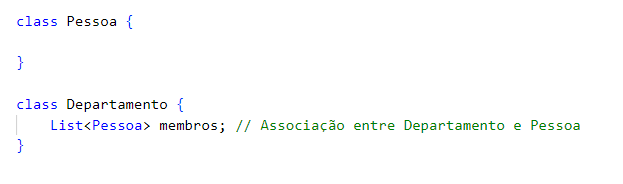 class Pessoa {
}
class Departamento {
List<Pessoa> membros; // Associação entre Departamento e Pessoa
}